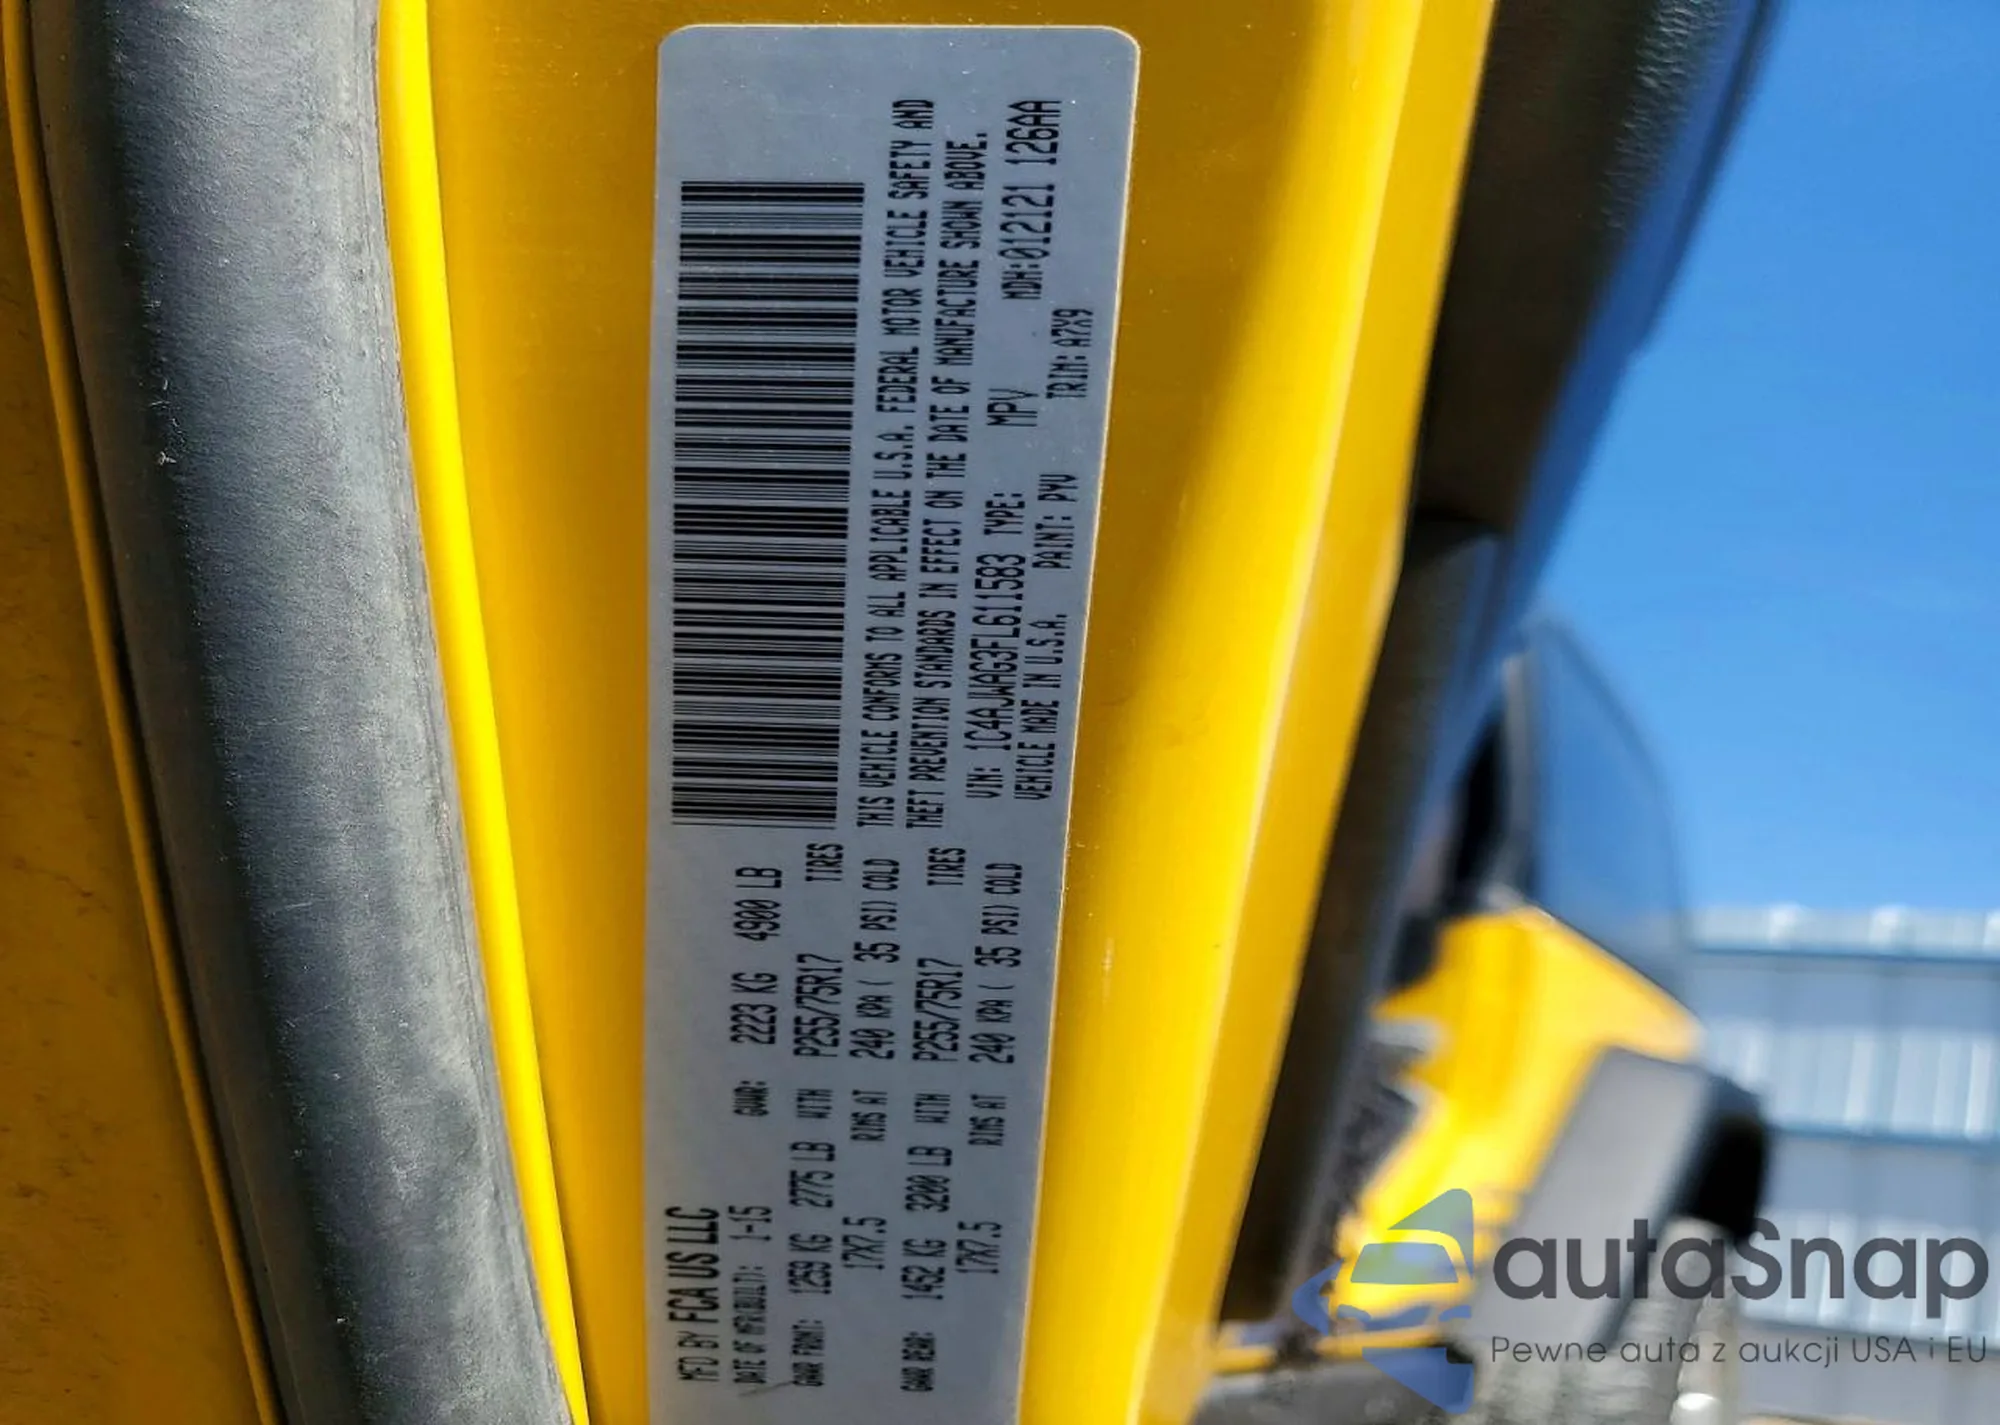 MFD BY FCA US LLC
DATE OF MFR(BUILT): 1-15 GVWR: 2223 KG 4900 LB
GAWR FRONT: 1259 KG 2775 LB WITH P255/75R17 TIRES
17X7.5 RIMS AT 240 KPA ( 35 PSI) COLD
GAWR REAR: 1452 KG 3200 LB WITH P255/75R17 TIRES
17X7.5 RIMS AT 240 KPA ( 35 PSI) COLD
THIS VEHICLE CONFORMS TO ALL APPLICABLE U.S.A. FEDERAL MOTOR VEHICLE SAFETY AND
THEFT PREVENTION STANDARDS IN EFFECT ON THE DATE OF MANUFACTURE SHOWN ABOVE.
VIN: 1C4AJWAG3FL611583 TYPE: MPV MDH:012121 126AA
VEHICLE MADE IN U.S.A. PAINT: PYV TRIM: A7X9
autaSnap
Pewne auta z aukcji USA i EU